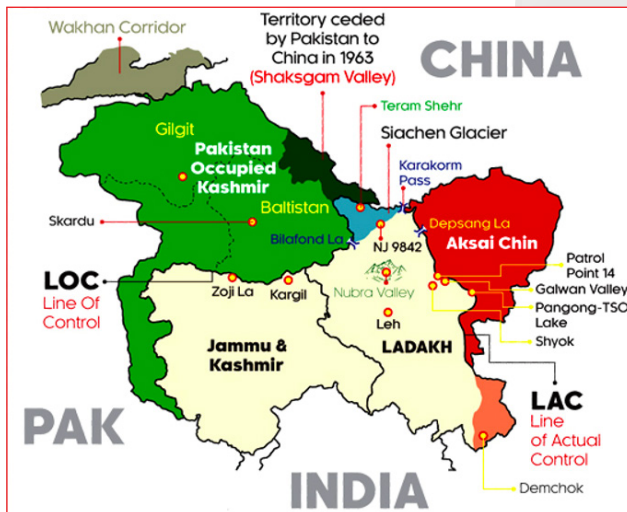 Wakhan Corridor
Territory ceded
by Pakistan to
China in 1963
(Shaksgam Valley)
CHINA
Teram Shehr
Siachen Glacier
Gilgit
Pakistan
Occupied
Kashmir
Karakorm
Pass
Skardu
Baltistan
Bilafond La
NJ 9842
Depsang La
Aksai Chin
LOC
Line Of
Control
Zoji La
Kargil
Nubra Valley
Leh
Patrol
Point 14
Galwan Valley
Pangong-TSO
Lake
Shyok
Jammu &
Kashmir
LADAKH
LAC
Line
of Actual
Control
PAK
INDIA
Demchok